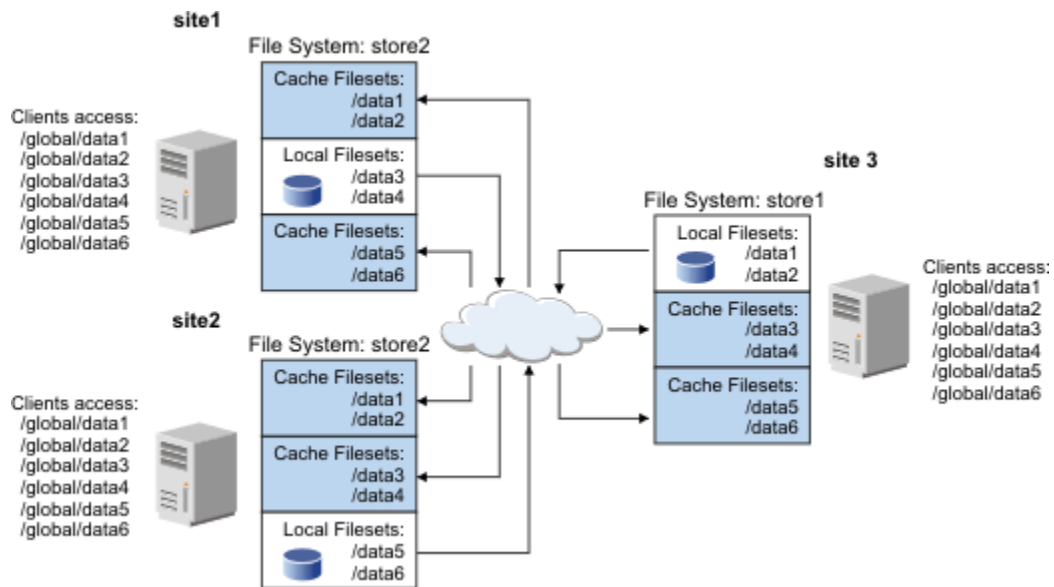 site1
File System: store2
Cache Filesets:
/data1
/data2
Clients access:
/global/data1
/global/data2
/global/data3
/global/data4
/global/data5
/global/data6
Local Filesets:
/data3
/data4
Cache Filesets:
/data5
/data6
site2
File System: store2
Cache Filesets:
/data1
/data2
Clients access:
/global/data1
/global/data2
/global/data3
/global/data4
/global/data5
/global/data6
Cache Filesets:
/data3
/data4
Local Filesets:
/data5
/data6
site 3
File System: store1
Local Filesets:
/data1
/data2
Clients access:
/global/data1
/global/data2
/global/data3
/global/data4
/global/data5
/global/data6
Cache Filesets:
/data3
/data4
Cache Filesets:
/data5
/data6